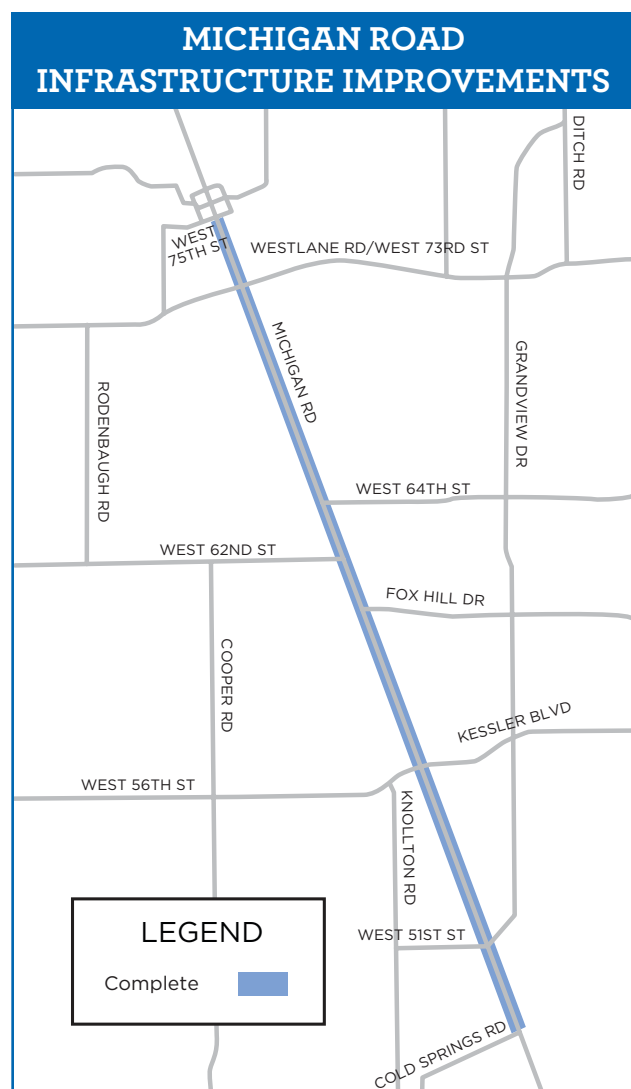 MICHIGAN ROAD
INFRASTRUCTURE IMPROVEMENTS
DITCH RD
WEST
75TH ST
WESTLANE RD/WEST 73RD ST
MICHIGAN RD
GRANDVIEW DR
RODENBAUGH RD
WEST 64TH ST
WEST 62ND ST
FOX HILL DR
COOPER RD
KESSLER BLVD
WEST 56TH ST
KNOLLTON RD
LEGEND
WEST 51ST ST
Complete
COLD SPRINGS RD